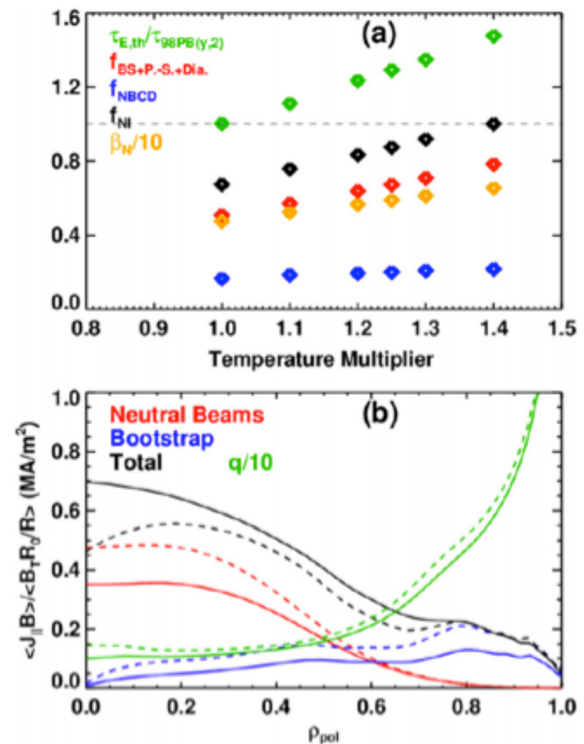 (a)
τE,th/τ98PB(y,2)
fBS+P.-S.+Dia.
fNBCD
fNI
βN/10
1.6
1.2
0.8
0.4
0.0
0.8 0.9 1.0 1.1 1.2 1.3 1.4 1.5
Temperature Multiplier
(b)
Neutral Beams
Bootstrap
Total q/10
<J||B>/<BTR0/R> (MA/m²)
1.0
0.8
0.6
0.4
0.2
0.0
0.0 0.2 0.4 0.6 0.8 1.0
ρpol